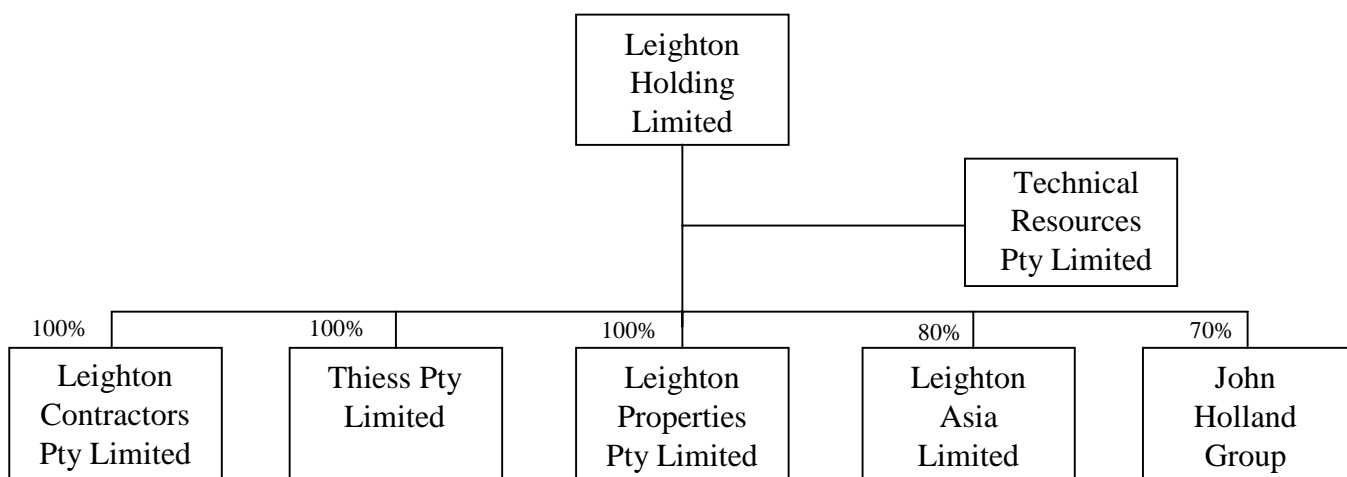 Leighton
Holding
Limited
Technical
Resources
Pty Limited
100%
100%
100%
80%
70%
Leighton
Contractors
Pty Limited
Thiess Pty
Limited
Leighton
Properties
Pty Limited
Leighton
Asia
Limited
John
Holland
Group